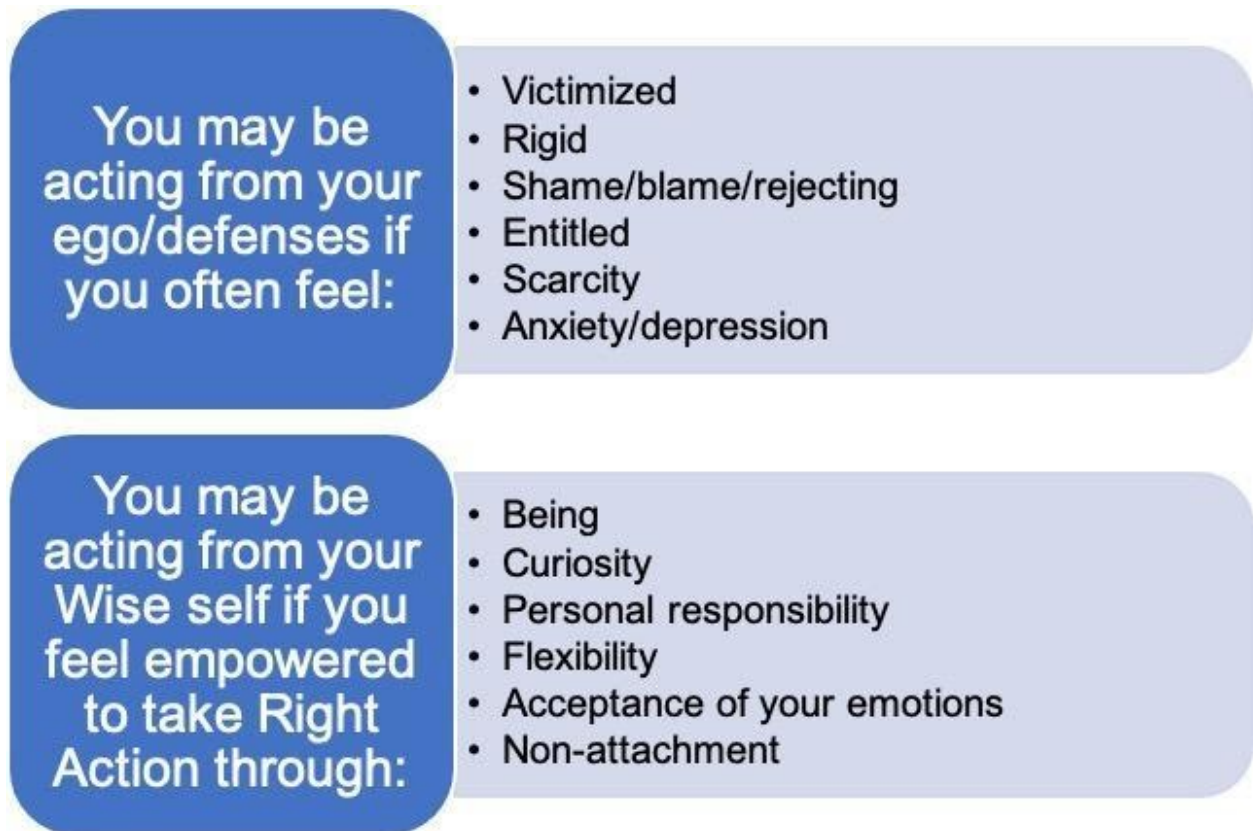 You may be
acting from your
ego/defenses if
you often feel:
• Victimized
• Rigid
• Shame/blame/rejecting
• Entitled
• Scarcity
• Anxiety/depression
You may be
acting from your
Wise self if you
feel empowered
to take Right
Action through:
• Being
• Curiosity
• Personal responsibility
• Flexibility
• Acceptance of your emotions
• Non-attachment